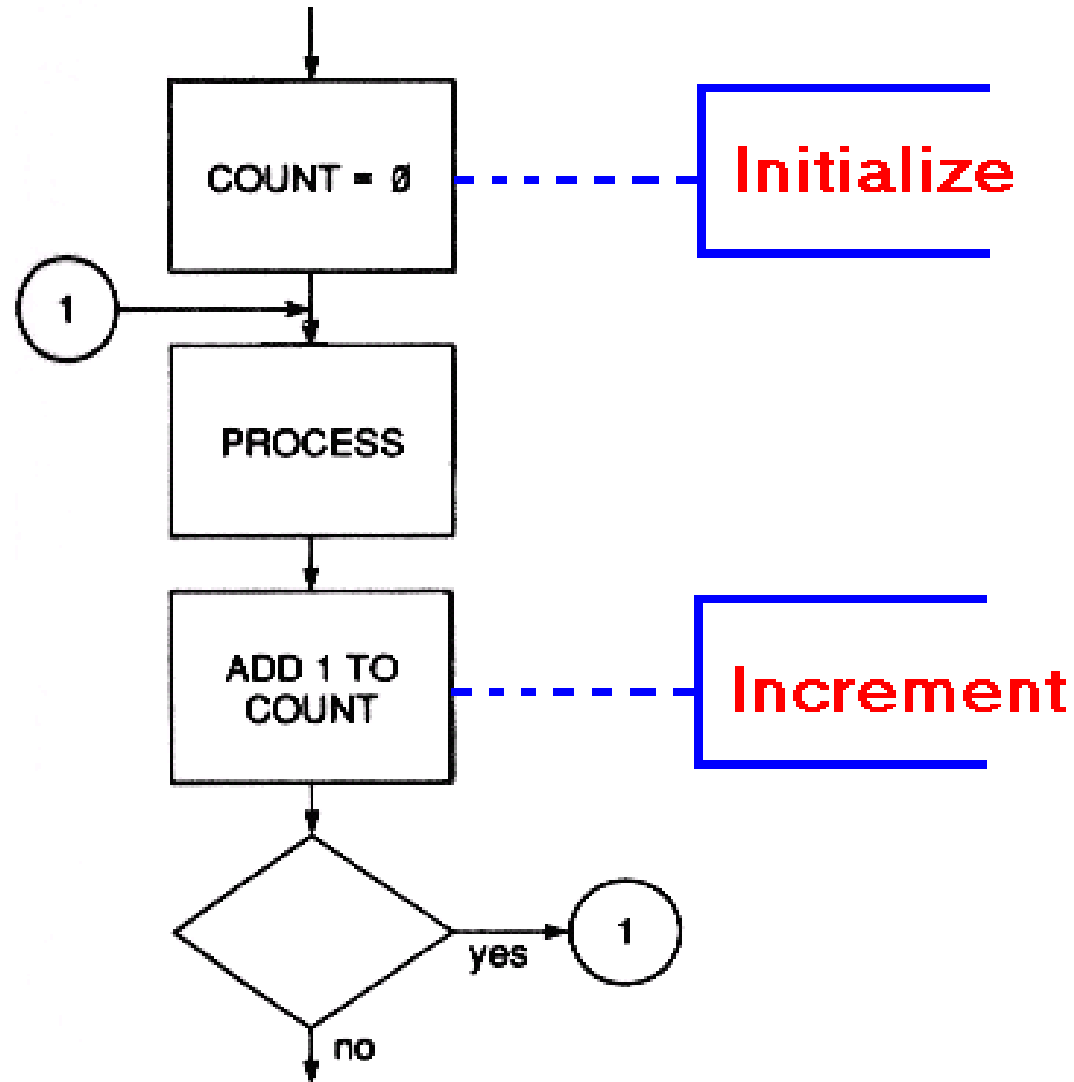 COUNT = Ø
Initialize
1
PROCESS
ADD 1 TO
COUNT
Increment
yes
1
no